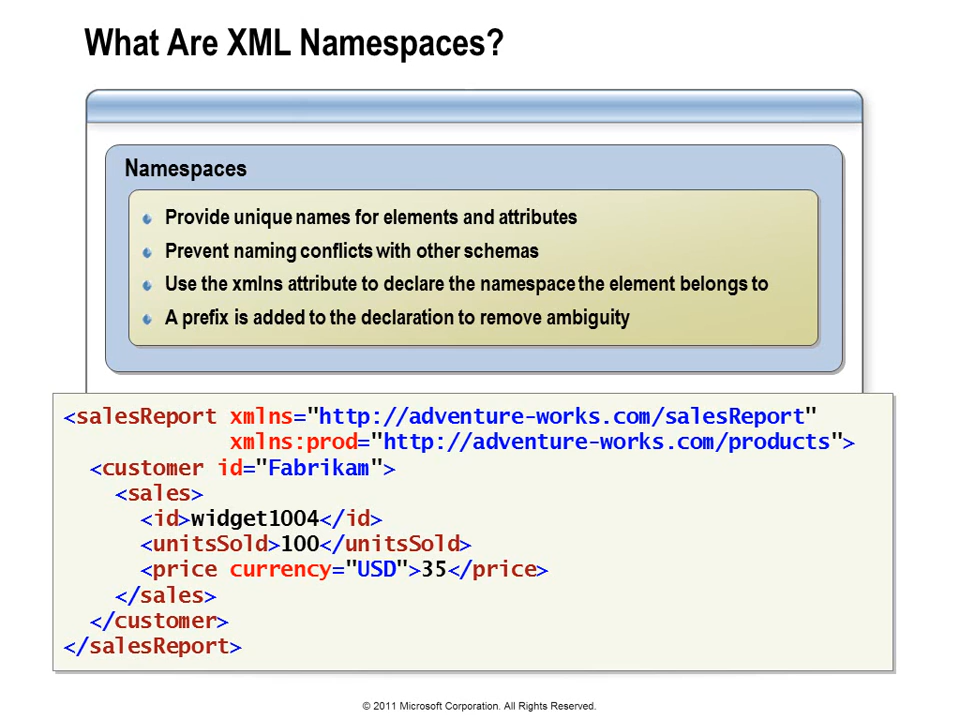 What Are XML Namespaces?
Namespaces
Provide unique names for elements and attributes
Prevent naming conflicts with other schemas
Use the xmlns attribute to declare the namespace the element belongs to
A prefix is added to the declaration to remove ambiguity
<salesReport xmlns="http://adventure-works.com/salesReport"
xmlns:prod="http://adventure-works.com/products">
<customer id="Fabrikam">
<sales>
<id>widget1004</id>
<unitsSold>100</unitsSold>
<price currency="USD">35</price>
</sales>
</customer>
</salesReport>
© 2011 Microsoft Corporation. All Rights Reserved.